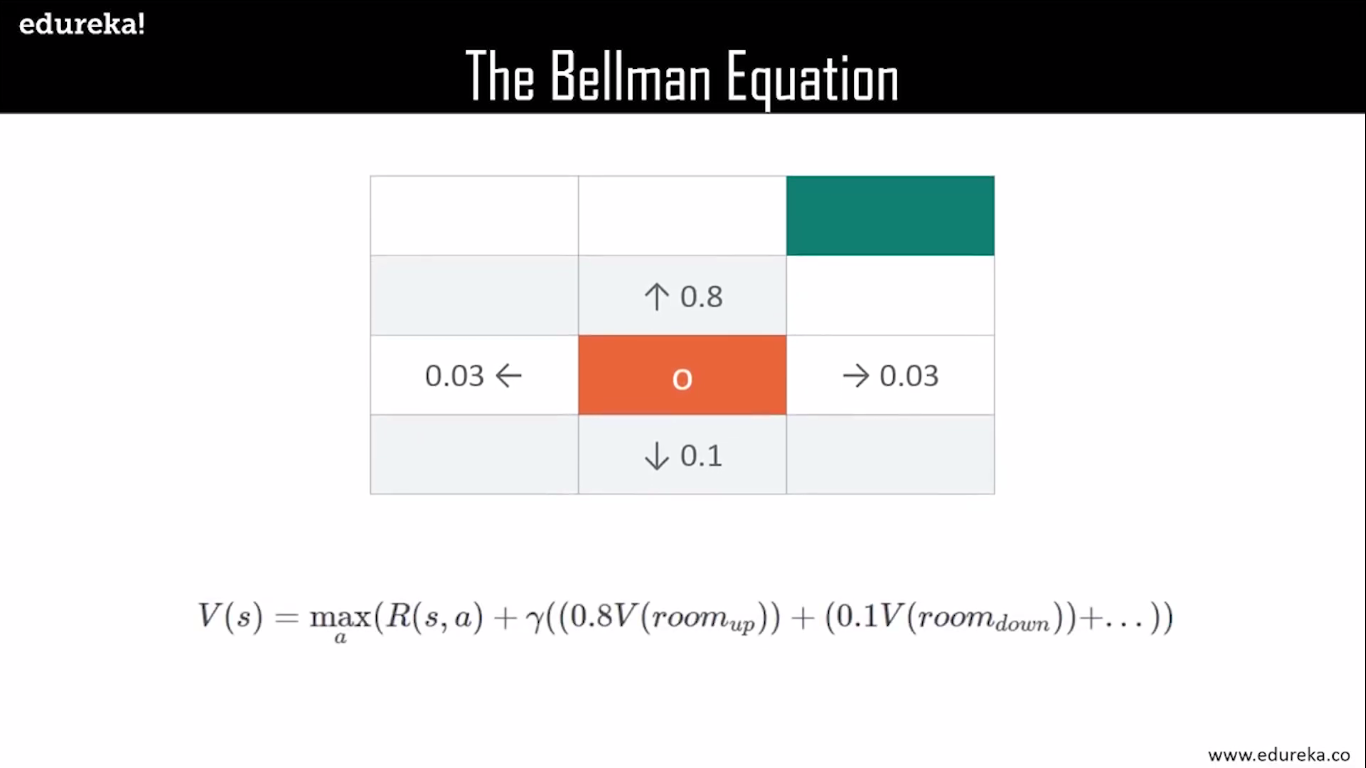 edureka!
The Bellman Equation
↑ 0.8
0.03 ← O → 0.03
↓ 0.1
V(s) = max_a(R(s, a) + γ((0.8V(room_up)) + (0.1V(room_down))+...))
www.edureka.co